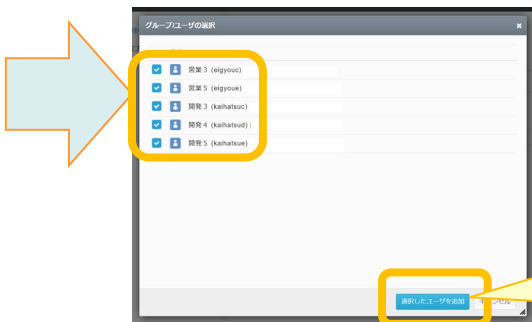 グループ/ユーザの選択
営業３ (eigyouc)
営業５ (eigyoue)
開発３ (kaihatsuc)
開発４ (kaihatsud)
開発５ (kaihatsue)
選択したユーザを追加